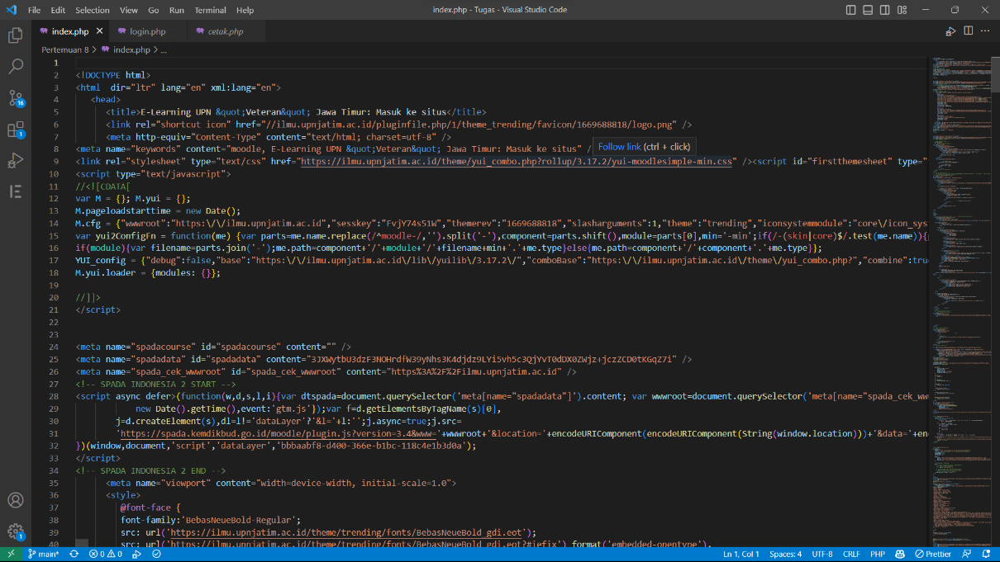 File Edit Selection View Go Run Terminal Help
index.php - Tugas - Visual Studio Code
index.php
login.php
cetak.php
Pertemuan 8 > index.php > ...
1
2 <!DOCTYPE html>
3 <html  dir="ltr" lang="en" xml:lang="en">
4 <head>
5 <title>E-Learning UPN &quot;Veteran&quot; Jawa Timur: Masuk ke situs</title>
6 <link rel="shortcut icon" href="//ilmu.upnjatim.ac.id/pluginfile.php/1/theme_trending/favicon/1669688818/logo.png" />
7 <meta http-equiv="Content-Type" content="text/html; charset=utf-8" />
8 <meta name="keywords" content="moodle, E-Learning UPN &quot;Veteran&quot; Jawa Timur: Masuk ke situs" /
Follow link (ctrl + click)
9 <link rel="stylesheet" type="text/css" href="https://ilmu.upnjatim.ac.id/theme/yui_combo.php?rollup/3.17.2/yui-moodlesimple-min.css" /><script id="firstthemesheet" type="
10 <script type="text/javascript">
11 //<![CDATA[
12 var M = {}; M.yui = {};
13 M.pageloadstarttime = new Date();
14 M.cfg = {"wwwroot":"https:\/\/ilmu.upnjatim.ac.id","sesskey":"FvjY74s51W","themerev":"1669688818","slasharguments":1,"theme":"trending","iconsystemmodule":"core\/icon_sys
15 var yui2ConfigFn = function(me) {var parts=me.name.replace(/^moodle-/,'').split('-'),component=parts.shift(),module=parts[0],min='-min';if(/-(skin|core)$/.test(me.name)){
16 if(module){var filename=parts.join('-');me.path=component+'/'+module+'/'+filename+min+'.'+me.type}else{me.path=component+'/'+component+'.'+me.type}};
17 YUI_config = {"debug":false,"base":"https:\/\/ilmu.upnjatim.ac.id\/lib\/yuilib\/3.17.2\/","comboBase":"https:\/\/ilmu.upnjatim.ac.id\/theme\/yui_combo.php?","combine":true
18 M.yui.loader = {modules: {}};
19
20 //]]>
21 </script>
22
23
24 <meta name="spadacourse" id="spadacourse" content="" />
25 <meta name="spadadata" id="spadadata" content="3JXWytbU3dzF3NOHrdfW39yNhs3K4djdz9LYi5vh5c3QjYvT0dDX0ZWjz+jczZCD0tKGqZ7i" />
26 <meta name="spada_cek_wwwroot" id="spada_cek_wwwroot" content="https%3A%2F%2Filmu.upnjatim.ac.id" />
27 <!-- SPADA INDONESIA 2 START -->
28 <script async defer>(function(w,d,s,l,i){var dtspada=document.querySelector('meta[name="spadadata"]').content; var wwwroot=document.querySelector('meta[name="spada_cek_ww
29 new Date().getTime(),event:'gtm.js'});var f=d.getElementsByTagName(s)[0],
30 j=d.createElement(s),dl=l!='dataLayer'?'&l='+l:'';j.async=true;j.src=
31 'https://spada.kemdikbud.go.id/moodle/plugin.js?version=3.4&www='+wwwroot+'&location='+encodeURIComponent(encodeURIComponent(String(window.location)))+'&data='+en
32 })(window,document,'script','dataLayer','bbbaabf8-d400-366e-b1bc-118c4e1b3d0a');
33 </script>
34 <!-- SPADA INDONESIA 2 END -->
35 <meta name="viewport" content="width=device-width, initial-scale=1.0">
36 <style>
37 @font-face {
38 font-family:'BebasNeueBold-Regular';
39 src: url('https://ilmu.upnjatim.ac.id/theme/trending/fonts/BebasNeueBold_gdi.eot');
40 src: url('https://ilmu.upnjatim.ac.id/theme/trending/fonts/BebasNeueBold_gdi.eot?#iefix') format('embedded-opentype'),
16
1
1
main* 0 0 Ln 1, Col 1 Spaces: 4 UTF-8 CRLF PHP Prettier